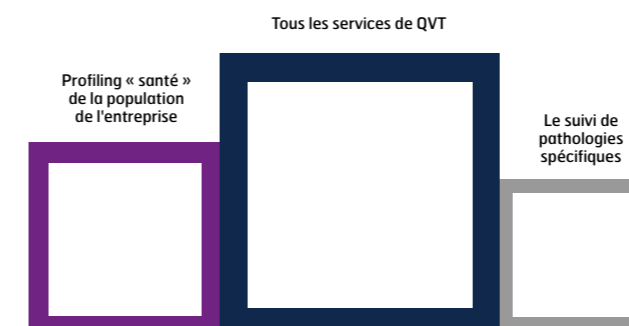 Tous les services de QVT
Profiling « santé »
de la population
de l'entreprise
Le suivi de
pathologies
spécifiques